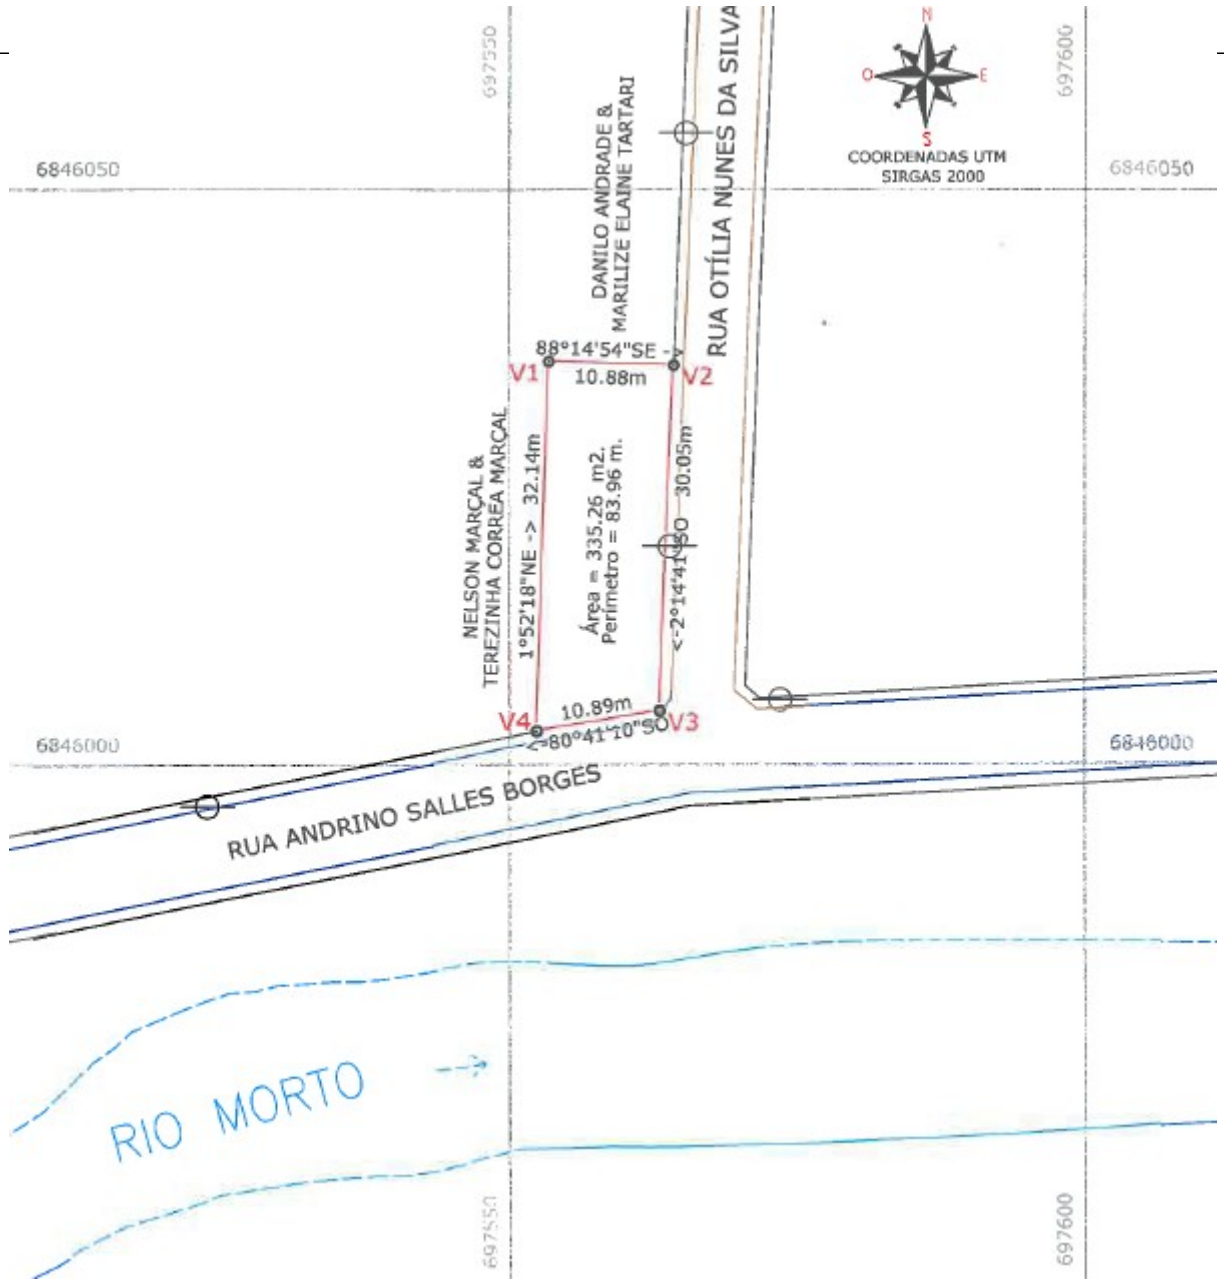 697550
697600
N
O
E
S
COORDENADAS UTM
SIRGAS 2000
6846050
6846050
DANILO ANDRADE &
MARILIZE ELAINE TARTARI
RUA OTÍLIA NUNES DA SILVA
88°14'54"SE ->
V1
10.88m
V2
NELSON MARÇAL &
TEREZINHA CORREA MARÇAL
1°52'18"NE -> 32.14m
Área = 335.26 m2.
Perímetro = 83.96 m.
<-2°14'41"SO 30.05m
10.89m
V4
V3
<-80°41'10"SO
6846000
6846000
RUA ANDRINO SALLES BORGES
RIO MORTO
697550
697600